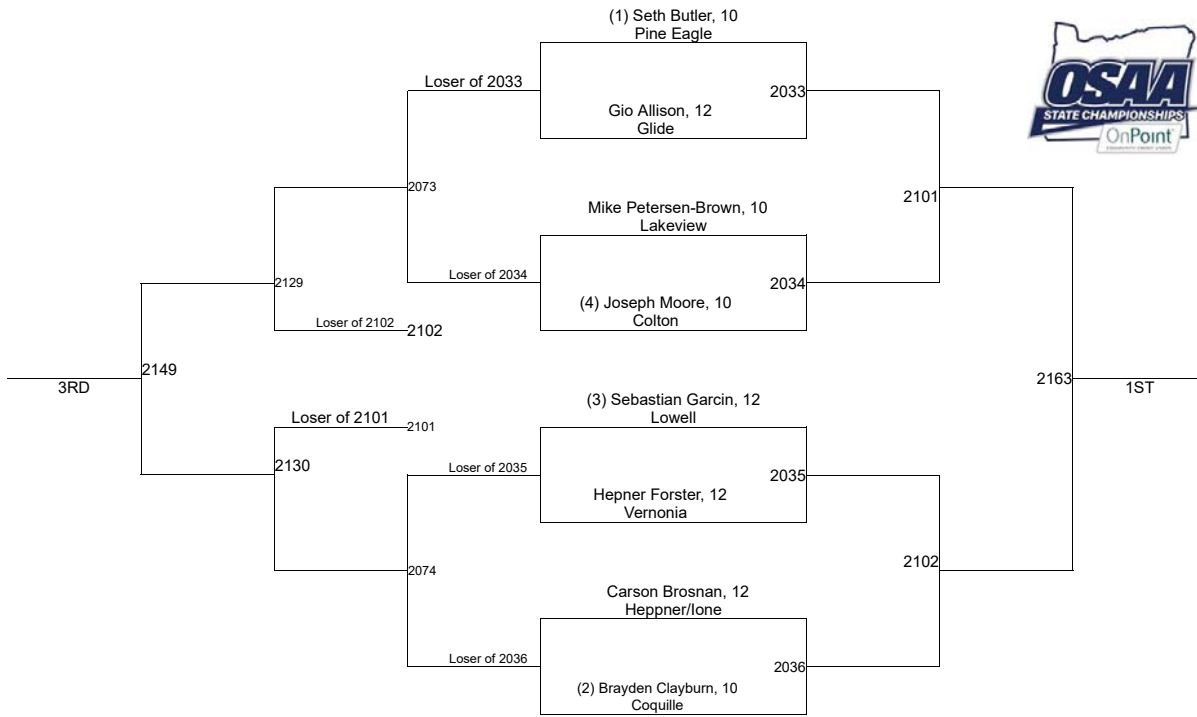 (1) Seth Butler, 10
Pine Eagle
OSAA
STATE CHAMPIONSHIPS
OnPoint
COMMUNITY CREDIT UNION
Loser of 2033
2033
Gio Allison, 12
Glide
2073
Mike Petersen-Brown, 10
Lakeview
2101
Loser of 2034
2034
2129
(4) Joseph Moore, 10
Colton
Loser of 2102
2102
2149
3RD
2163
1ST
(3) Sebastian Garcin, 12
Lowell
Loser of 2101
2101
2130
Loser of 2035
2035
Hepner Forster, 12
Vernonia
2102
2074
Carson Brosnan, 12
Heppner/Ione
Loser of 2036
2036
(2) Brayden Clayburn, 10
Coquille